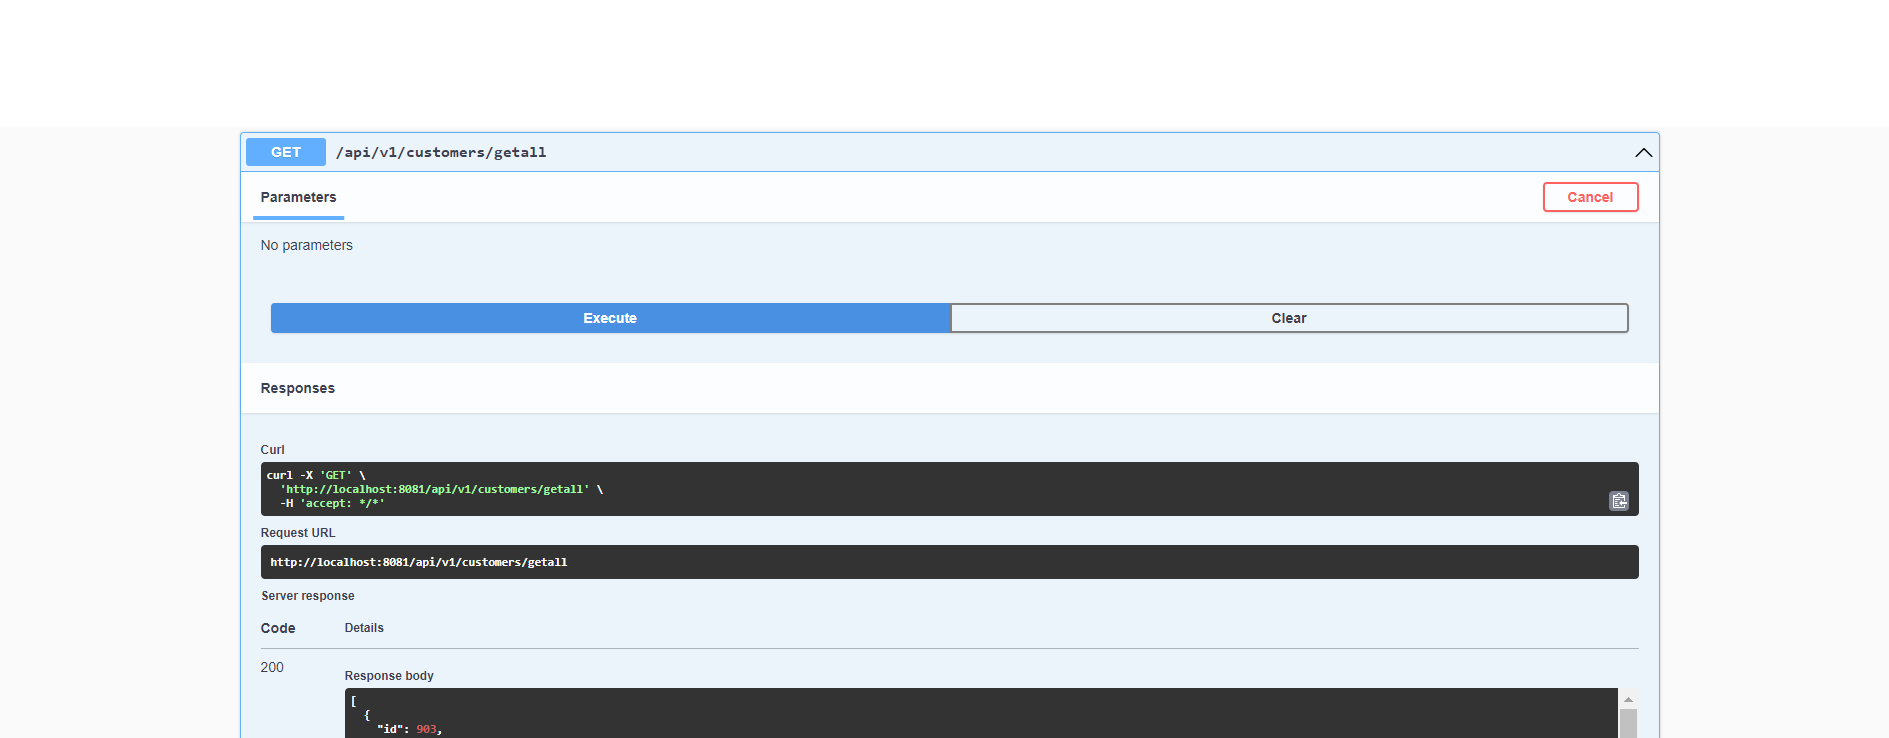 GET /api/v1/customers/getall
Parameters
Cancel
No parameters
Execute
Clear
Responses
Curl
curl -X 'GET' \
'http://localhost:8081/api/v1/customers/getall' \
-H 'accept: */*'
Request URL
http://localhost:8081/api/v1/customers/getall
Server response
Code Details
200
Response body
[
{
"id": 903,